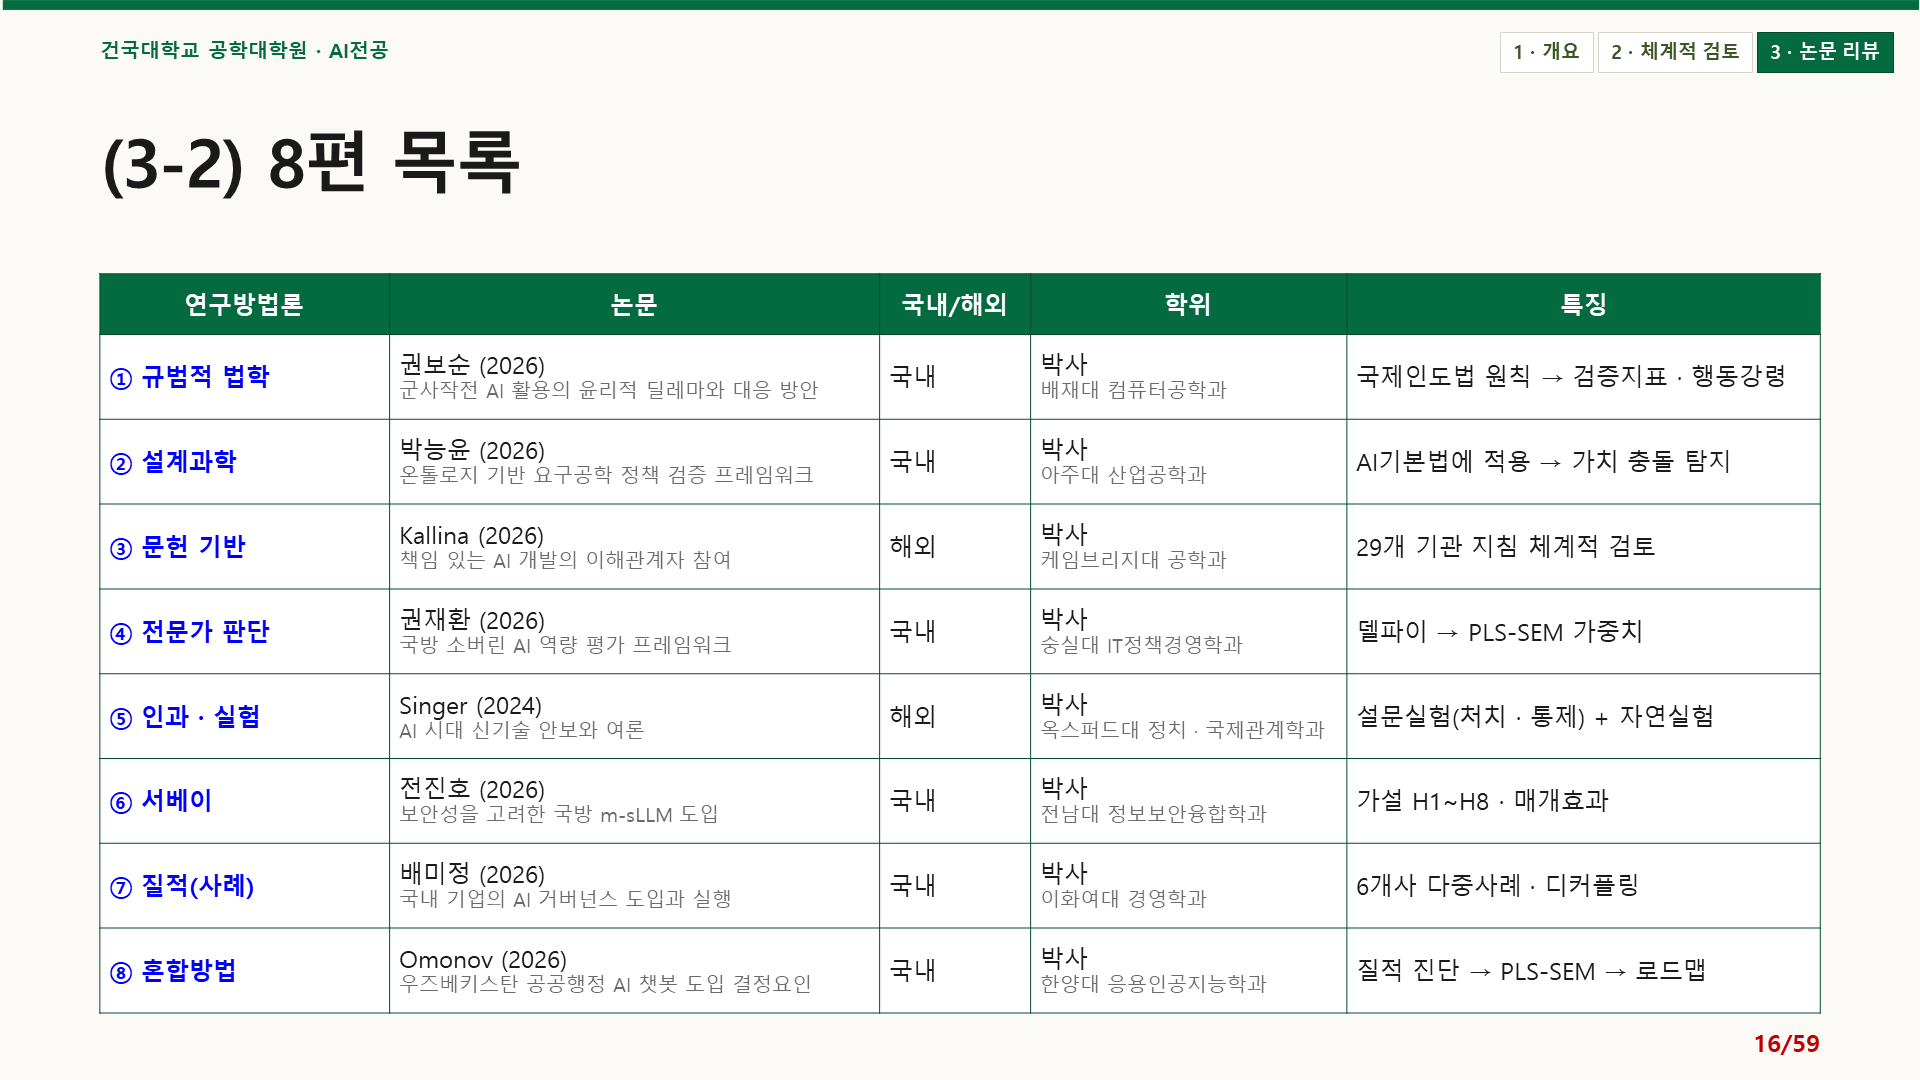 건국대학교 공학대학원 · AI전공
1 · 개요
2 · 체계적 검토
3 · 논문 리뷰
(3-2) 8편 목록
연구방법론 논문 국내/해외 학위 특징
① 규범적 법학
권보순 (2026)
군사작전 AI 활용의 윤리적 딜레마와 대응 방안
국내
박사
배재대 컴퓨터공학과
국제인도법 원칙 → 검증지표 · 행동강령
② 설계과학
박능윤 (2026)
온톨로지 기반 요구공학 정책 검증 프레임워크
국내
박사
아주대 산업공학과
AI기본법에 적용 → 가치 충돌 탐지
③ 문헌 기반
Kallina (2026)
책임 있는 AI 개발의 이해관계자 참여
해외
박사
케임브리지대 공학과
29개 기관 지침 체계적 검토
④ 전문가 판단
권재환 (2026)
국방 소버린 AI 역량 평가 프레임워크
국내
박사
숭실대 IT정책경영학과
델파이 → PLS-SEM 가중치
⑤ 인과 · 실험
Singer (2024)
AI 시대 신기술 안보와 여론
해외
박사
옥스퍼드대 정치 · 국제관계학과
설문실험(처치 · 통제) + 자연실험
⑥ 서베이
전진호 (2026)
보안성을 고려한 국방 m-sLLM 도입
국내
박사
전남대 정보보안융합학과
가설 H1~H8 · 매개효과
⑦ 질적(사례)
배미정 (2026)
국내 기업의 AI 거버넌스 도입과 실행
국내
박사
이화여대 경영학과
6개사 다중사례 · 디커플링
⑧ 혼합방법
Omonov (2026)
우즈베키스탄 공공행정 AI 챗봇 도입 결정요인
국내
박사
한양대 응용인공지능학과
질적 진단 → PLS-SEM → 로드맵
16/59